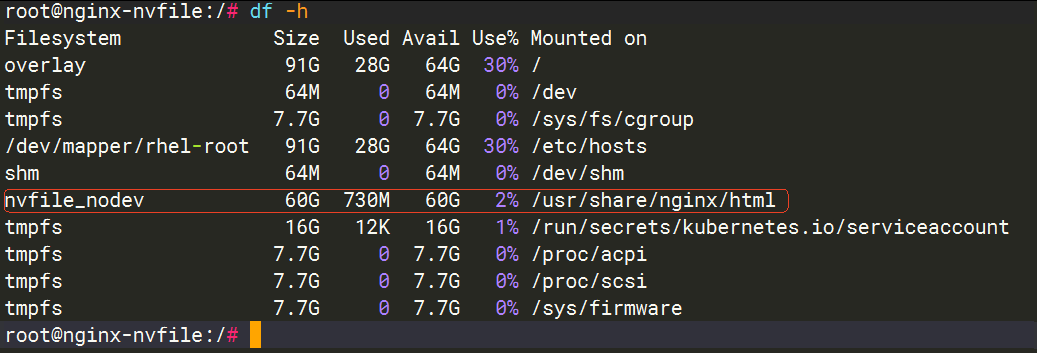 root@nginx-nvfile:/# df -h
Filesystem             Size  Used Avail Use% Mounted on
overlay                 91G   28G   64G  30% /
tmpfs                   64M     0   64M   0% /dev
tmpfs                  7.7G     0  7.7G   0% /sys/fs/cgroup
/dev/mapper/rhel-root   91G   28G   64G  30% /etc/hosts
shm                     64M     0   64M   0% /dev/shm
nvfile_nodev            60G  730M   60G   2% /usr/share/nginx/html
tmpfs                   16G   12K   16G   1% /run/secrets/kubernetes.io/serviceaccount
tmpfs                  7.7G     0  7.7G   0% /proc/acpi
tmpfs                  7.7G     0  7.7G   0% /proc/scsi
tmpfs                  7.7G     0  7.7G   0% /sys/firmware
root@nginx-nvfile:/#